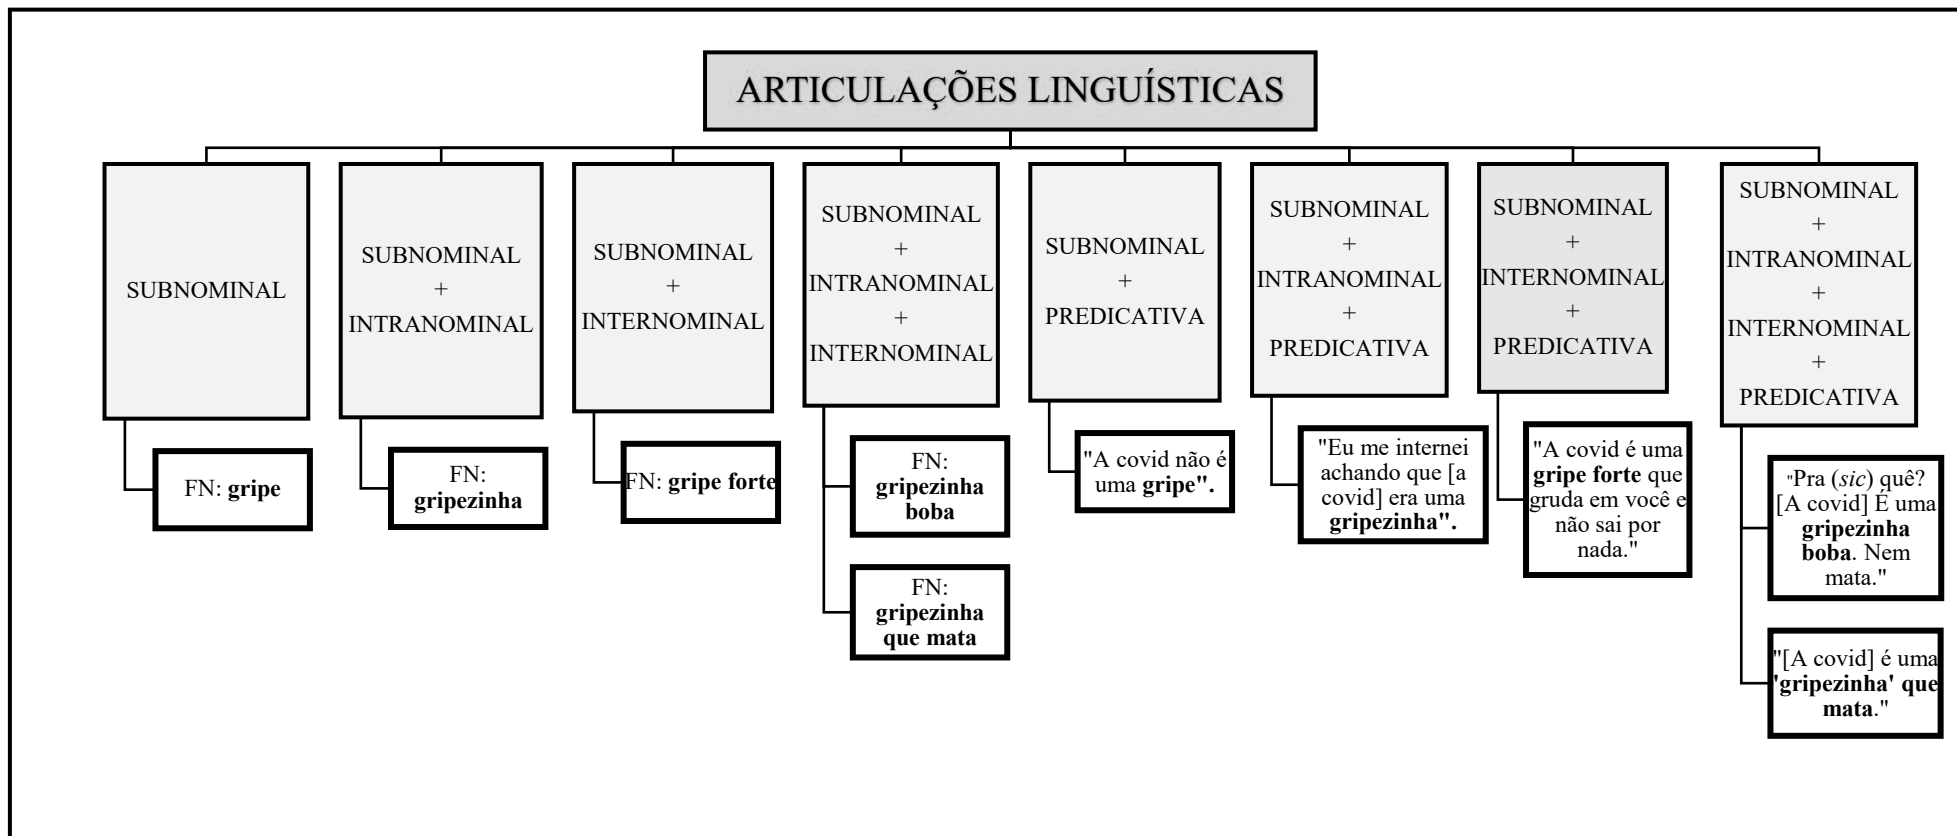 ARTICULAÇÕES LINGUÍSTICAS
SUBNOMINAL
FN: gripe
SUBNOMINAL
+
INTRANOMINAL
FN:
gripezinha
SUBNOMINAL
+
INTERNOMINAL
FN: gripe forte
SUBNOMINAL
+
INTRANOMINAL
+
INTERNOMINAL
FN:
gripezinha
boba
FN:
gripezinha
que mata
SUBNOMINAL
+
PREDICATIVA
"A covid não é
uma gripe".
SUBNOMINAL
+
INTRANOMINAL
+
PREDICATIVA
"Eu me internei
achando que [a
covid] era uma
gripezinha".
SUBNOMINAL
+
INTERNOMINAL
+
PREDICATIVA
"A covid é uma
gripe forte que
gruda em você e
não sai por
nada."
SUBNOMINAL
+
INTRANOMINAL
+
INTERNOMINAL
+
PREDICATIVA
"Pra (sic) quê?
[A covid] É uma
gripezinha
boba. Nem
mata."
"[A covid] é uma
'gripezinha' que
mata."